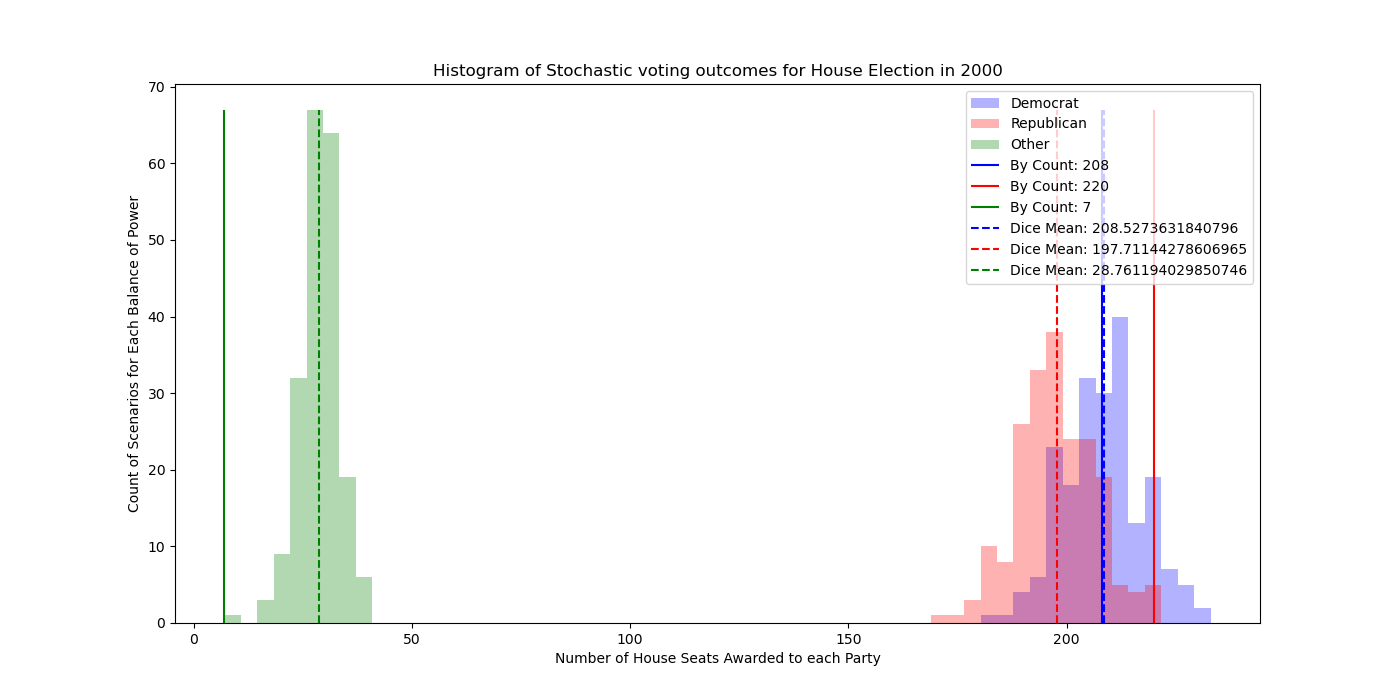 Histogram of Stochastic voting outcomes for House Election in 2000
Count of Scenarios for Each Balance of Power
70
60
50
40
30
20
10
0
Democrat
Republican
Other
By Count: 208
By Count: 220
By Count: 7
Dice Mean: 208.5273631840796
Dice Mean: 197.71144278606965
Dice Mean: 28.761194029850746
0 50 100 150 200
Number of House Seats Awarded to each Party